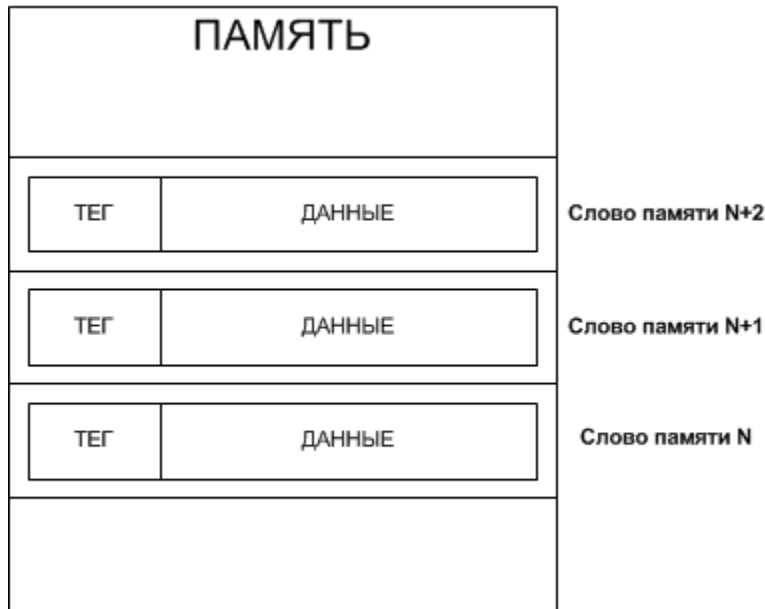 ПАМЯТЬ
ТЕГ ДАННЫЕ Слово памяти N+2
ТЕГ ДАННЫЕ Слово памяти N+1
ТЕГ ДАННЫЕ Слово памяти N